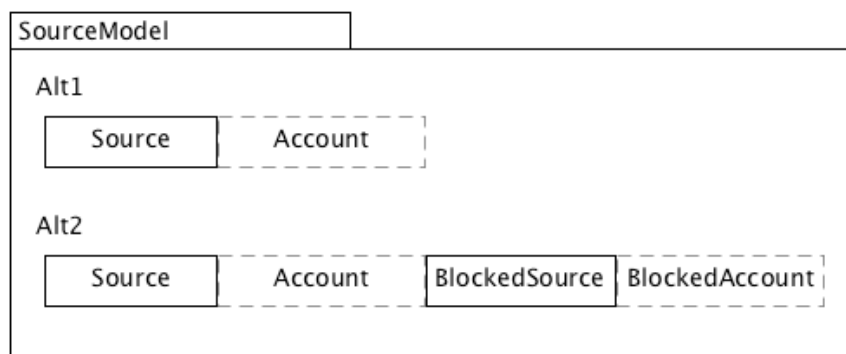 SourceModel
Alt1
Source Account
Alt2
Source Account BlockedSource BlockedAccount